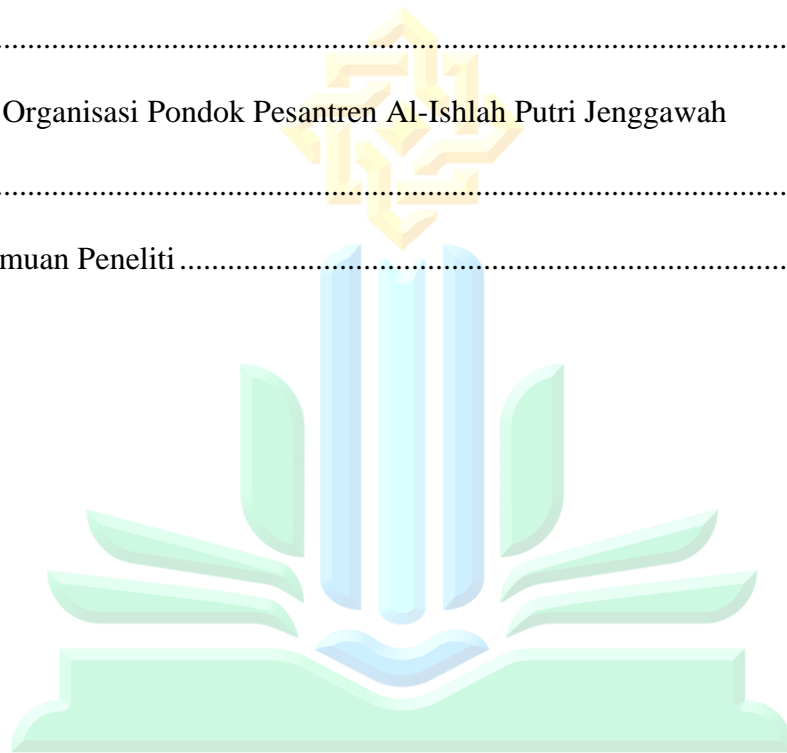 ................................................................................................
Organisasi Pondok Pesantren Al-Ishlah Putri Jenggawah
................................................................................................
muan Peneliti................................................................................